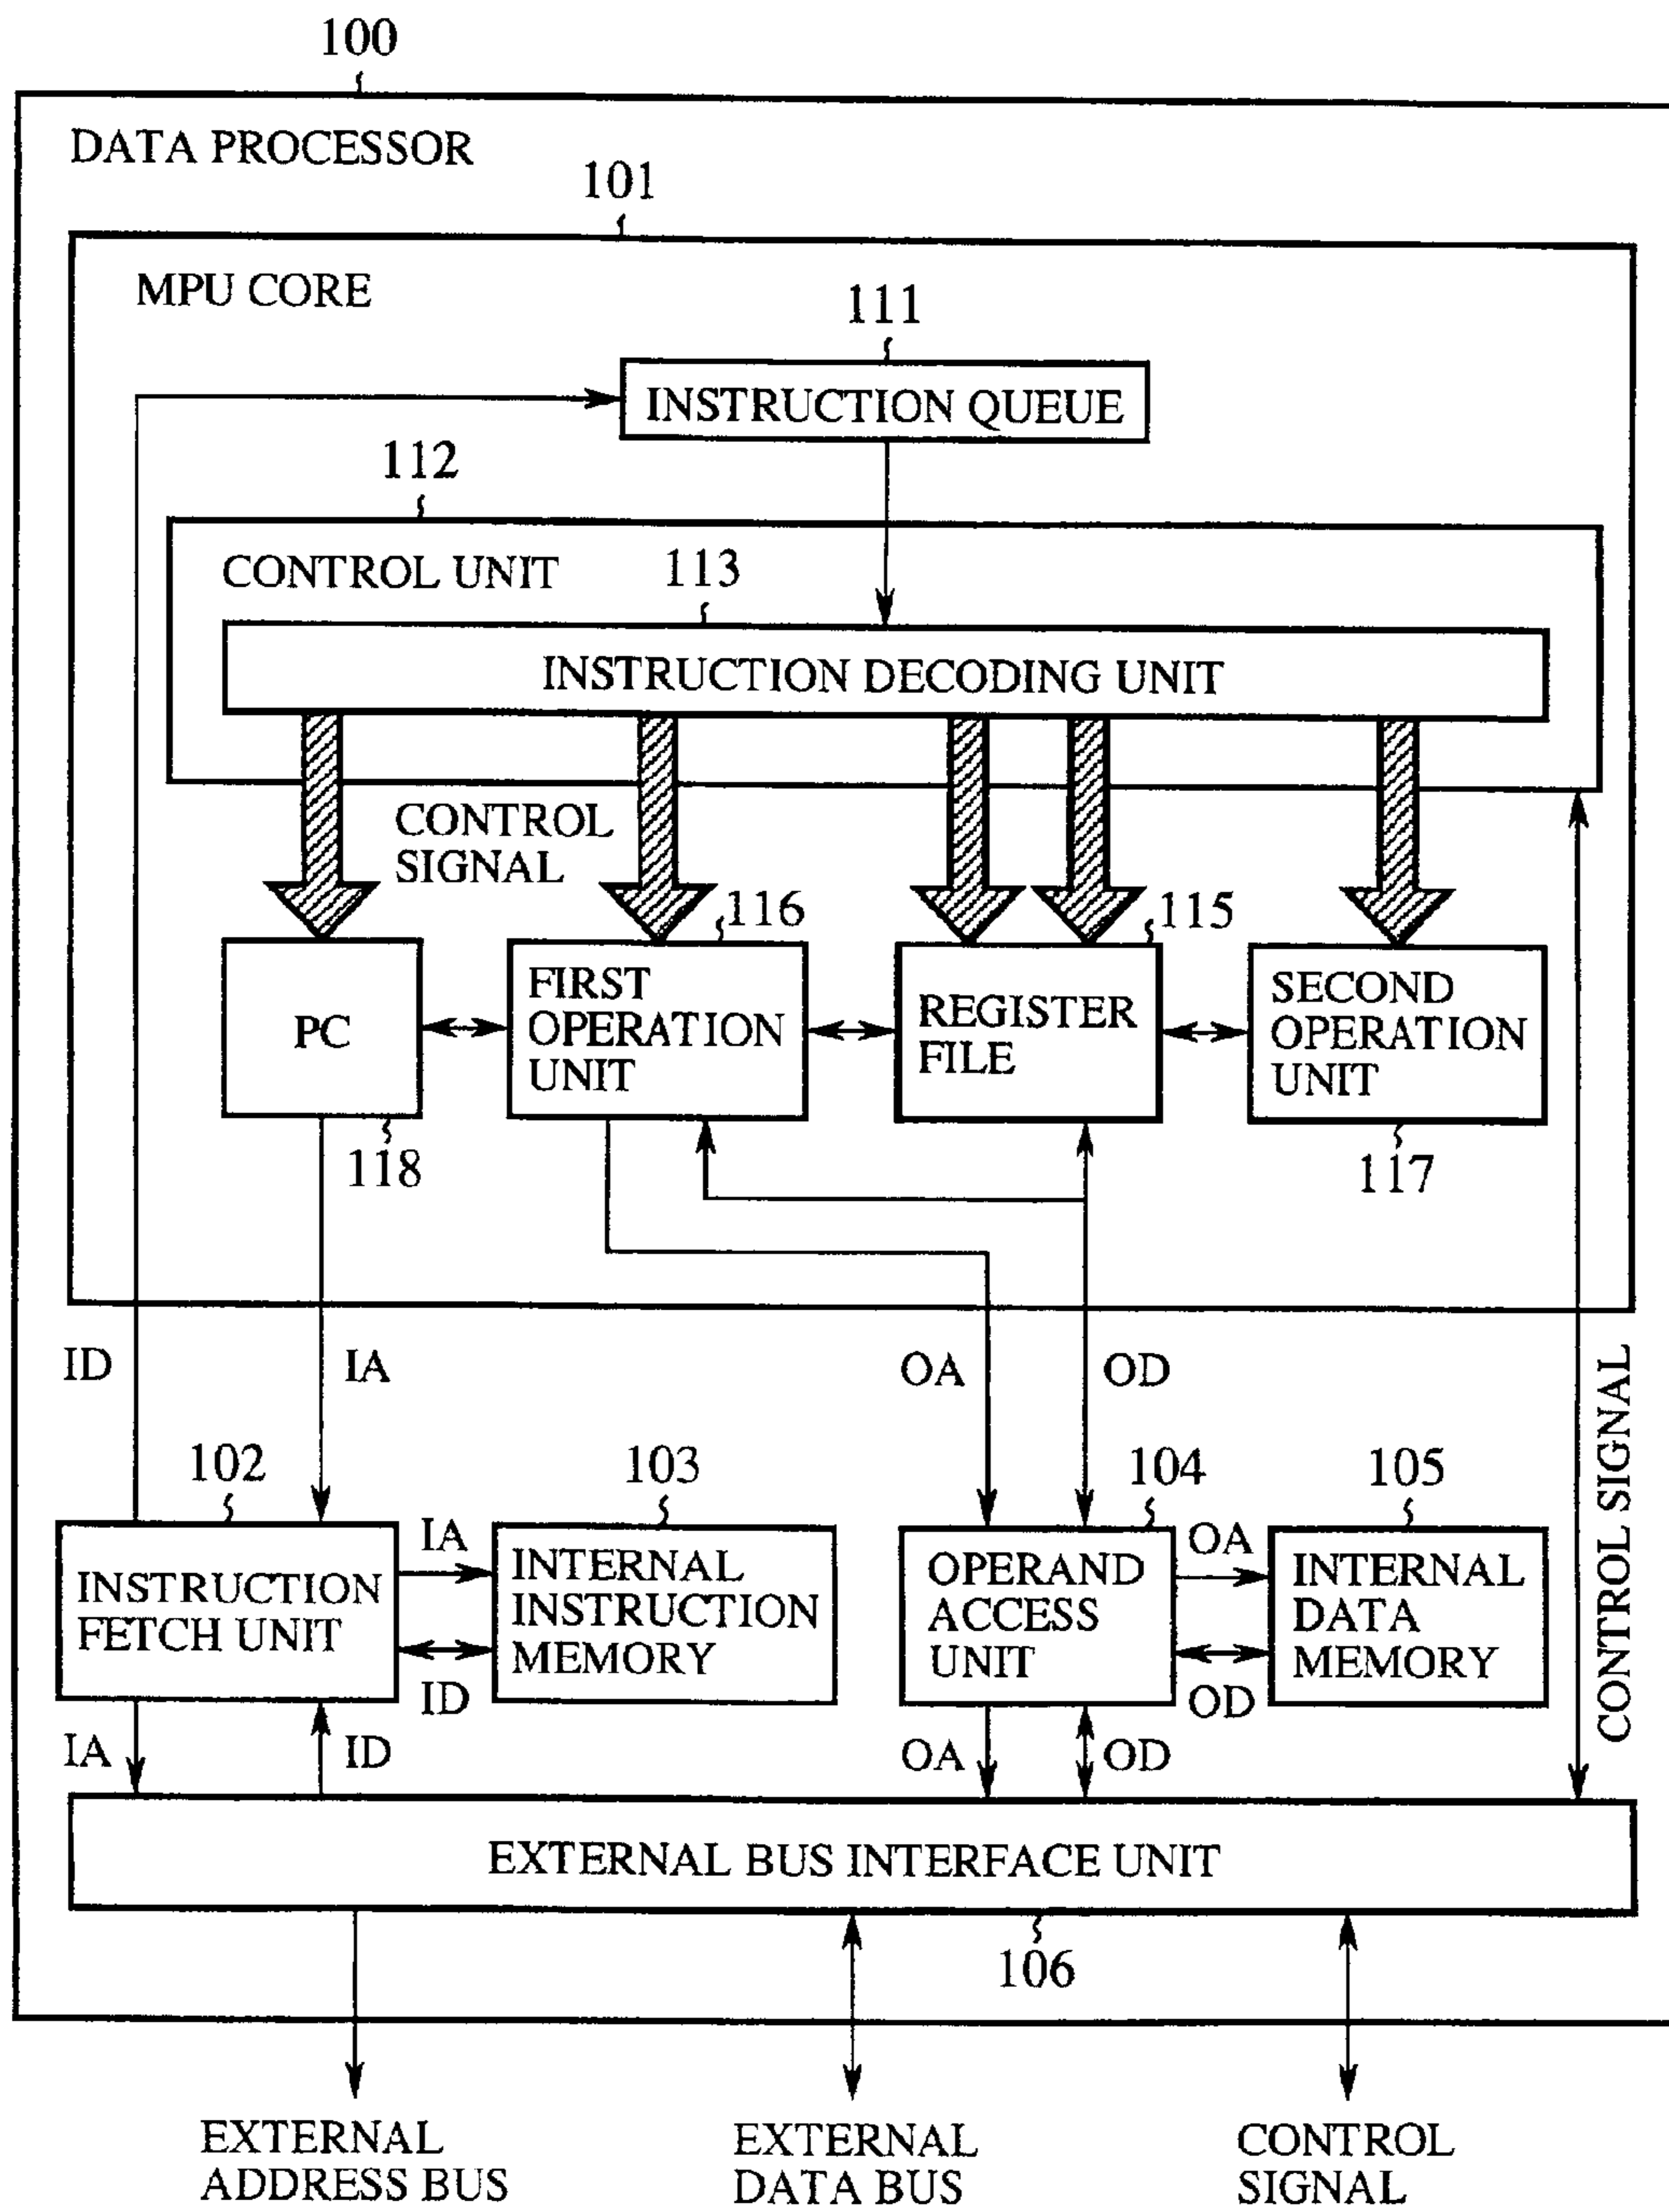 100
DATA PROCESSOR
101
MPU CORE
111
INSTRUCTION QUEUE
112
CONTROL UNIT
113
INSTRUCTION DECODING UNIT
CONTROL
SIGNAL
116
115
PC
FIRST
OPERATION
UNIT
REGISTER
FILE
SECOND
OPERATION
UNIT
118
117
ID
IA
OA
OD
CONTROL SIGNAL
102
103
104
105
INSTRUCTION
FETCH UNIT
IA
ID
INTERNAL
INSTRUCTION
MEMORY
OPERAND
ACCESS
UNIT
OA
OD
INTERNAL
DATA
MEMORY
IA
ID
OA
OD
EXTERNAL BUS INTERFACE UNIT
106
EXTERNAL
ADDRESS BUS
EXTERNAL
DATA BUS
CONTROL
SIGNAL